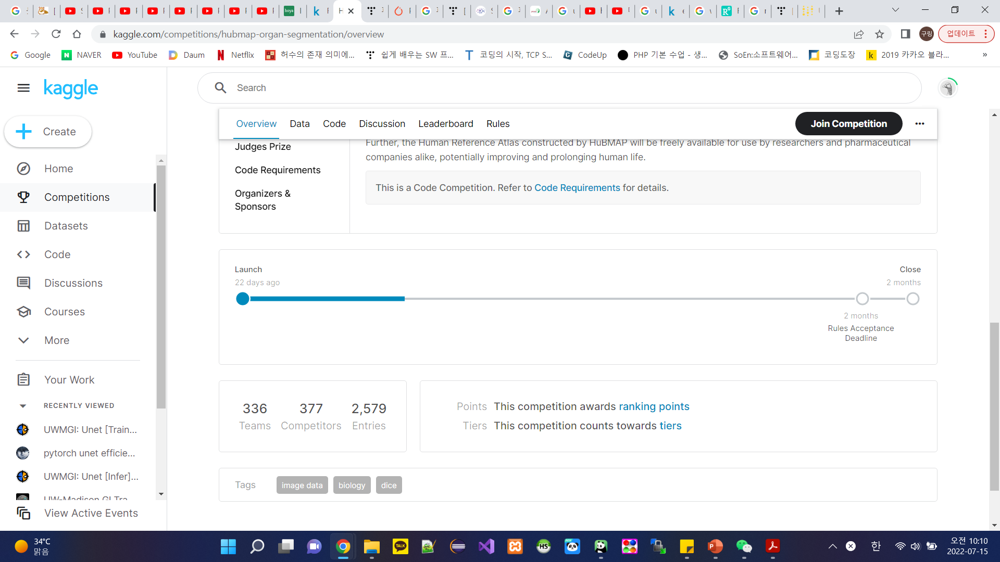 kaggle.com/competitions/hubmap-organ-segmentation/overview
구링
업데이트
Google
NAVER
YouTube
Daum
Netflix
허수의 존재 의미에...
쉽게 배우는 SW 프...
코딩의 시작, TCP S...
CodeUp
PHP 기본 수업 - 생...
SoEn:소프트웨어...
코딩도장
2019 카카오 블라...
»
kaggle
Search
Create
Home
Competitions
Datasets
Code
Discussions
Courses
More
Your Work
RECENTLY VIEWED
UWMGI: Unet [Train...
pytorch unet efficie...
UWMGI: Unet [Infer]...
UW-Madison GI Tra...
View Active Events
Overview
Data
Code
Discussion
Leaderboard
Rules
Join Competition
Judges Prize
Code Requirements
Organizers &
Sponsors
Further, the Human Reference Atlas constructed by HuBMAP will be freely available for use by researchers and pharmaceutical
companies alike, potentially improving and prolonging human life.
This is a Code Competition. Refer to Code Requirements for details.
Launch
22 days ago
Close
2 months
2 months
Rules Acceptance
Deadline
336
Teams
377
Competitors
2,579
Entries
Points This competition awards ranking points
Tiers This competition counts towards tiers
Tags image data biology dice
34°C
맑음
한
오전 10:10
2022-07-15